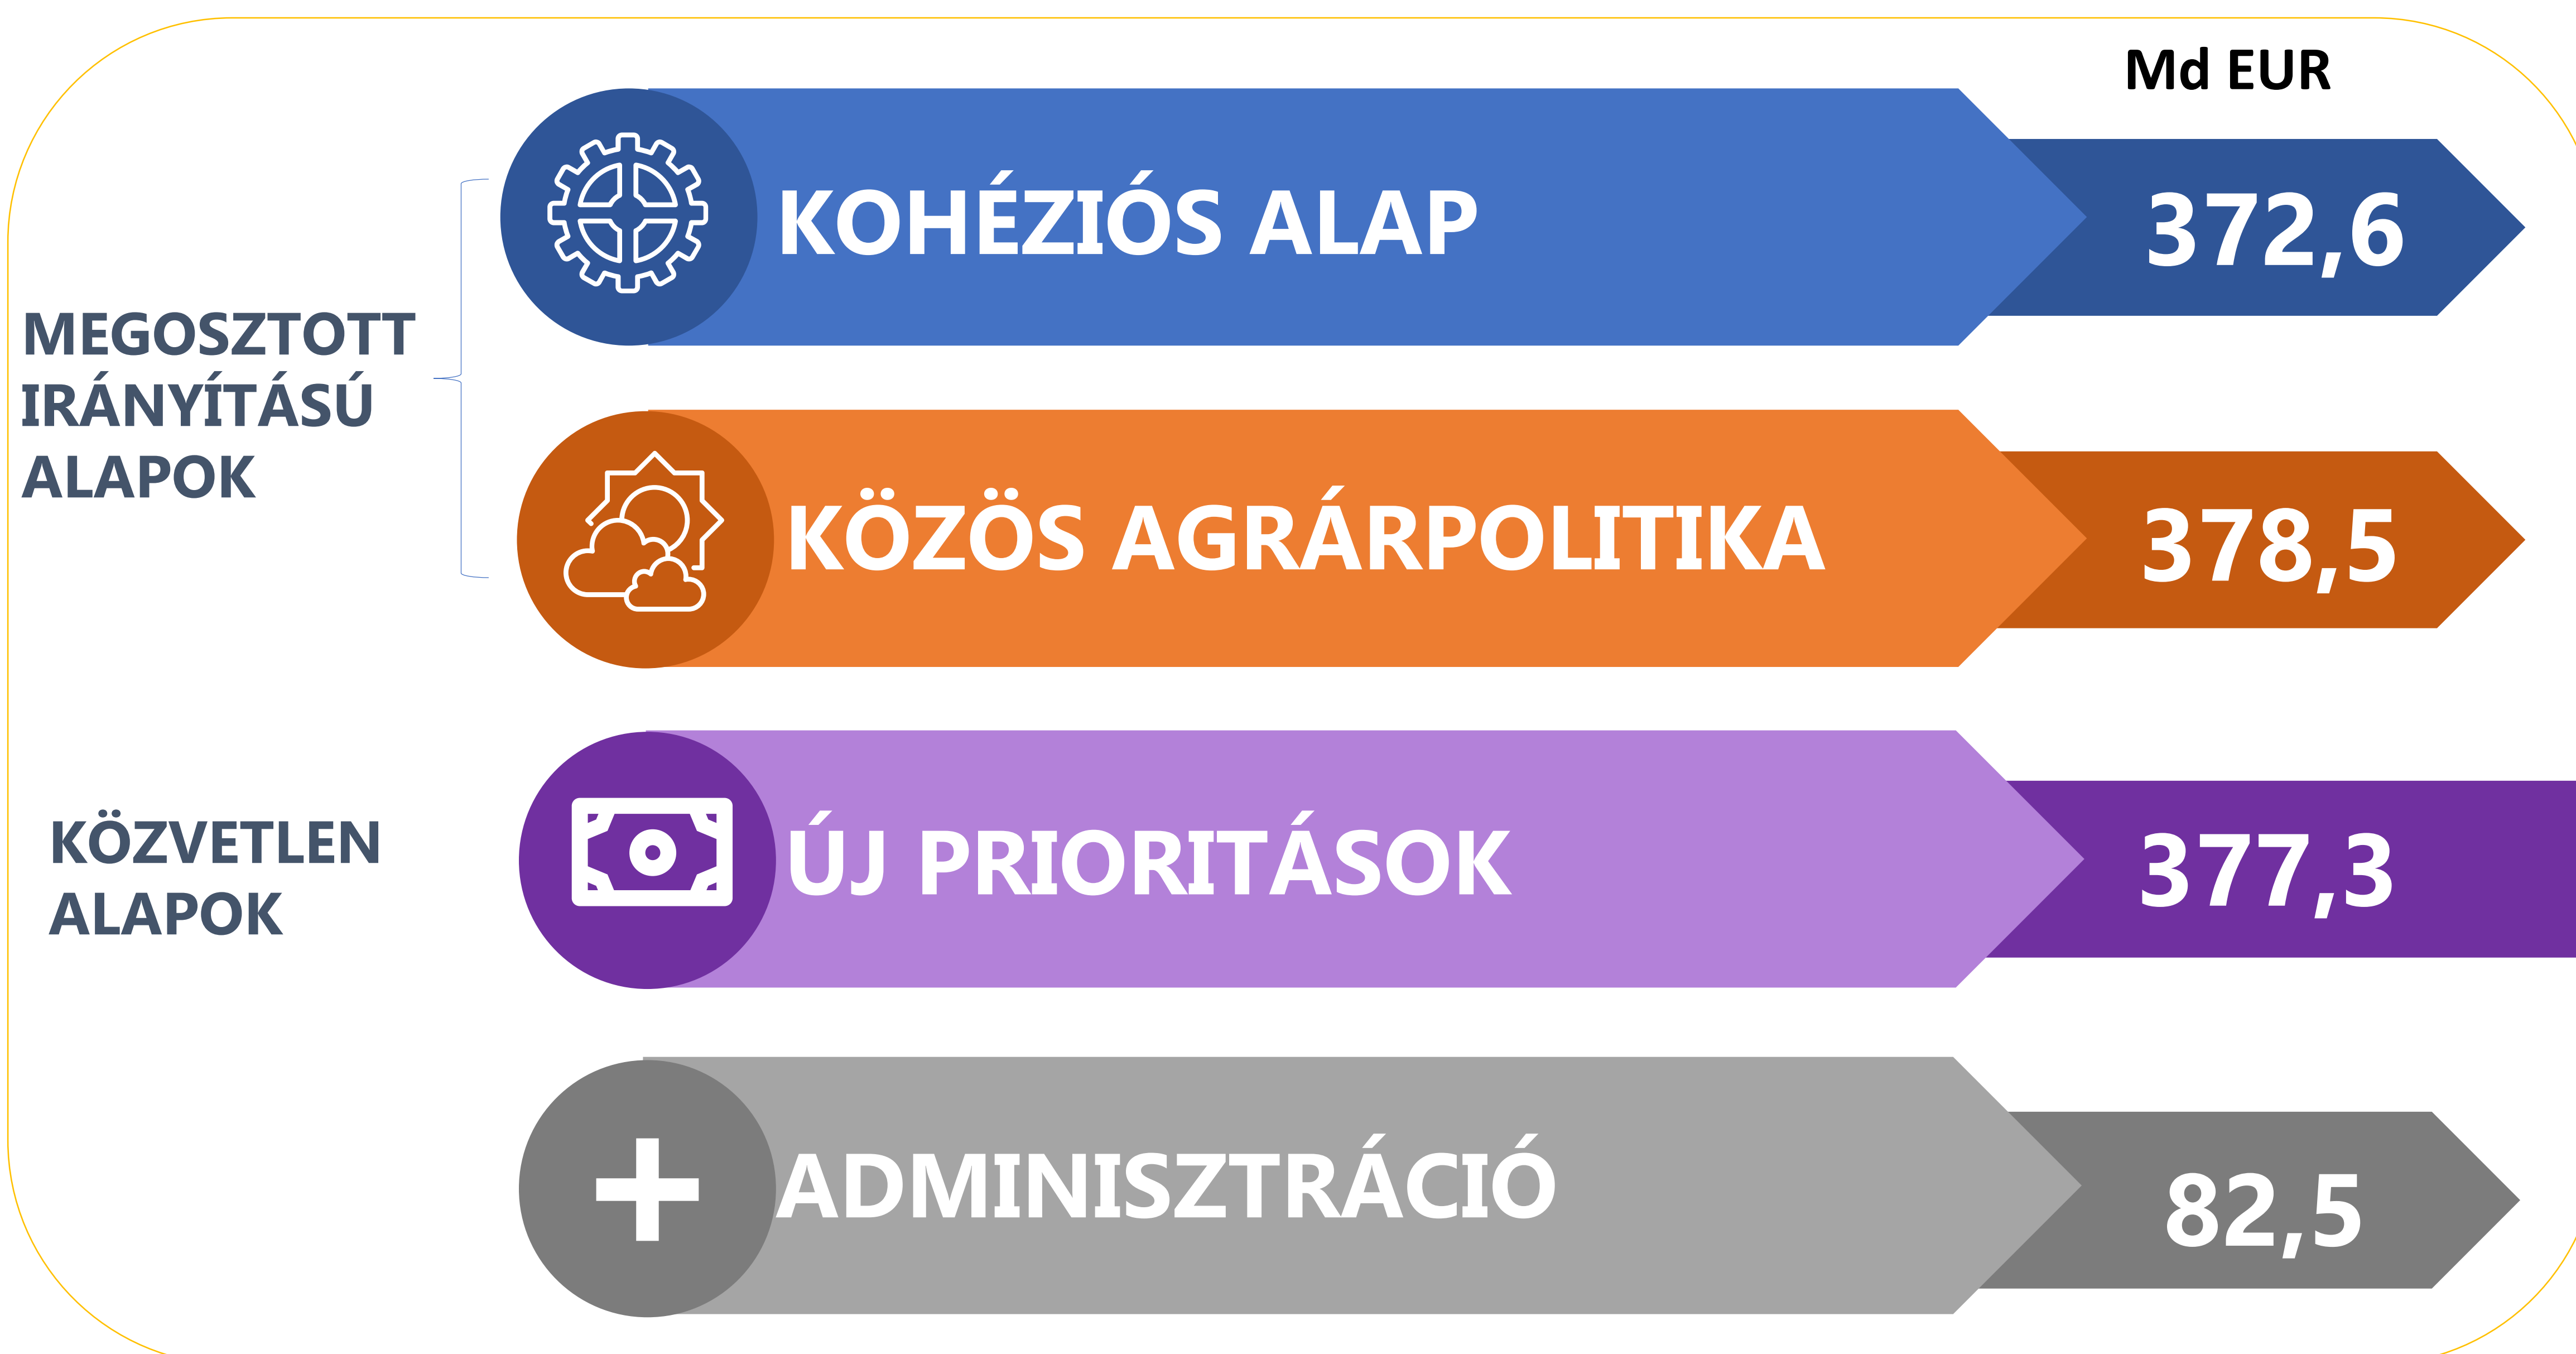 Md EUR
MEGOSZTOTT
IRÁNYÍTÁSÚ
ALAPOK
KOHÉZIÓS ALAP
372,6
KÖZÖS AGRÁRPOLITIKA
378,5
KÖZVETLEN
ALAPOK
ÚJ PRIORITÁSOK
377,3
ADMINISZTRÁCIÓ
82,5